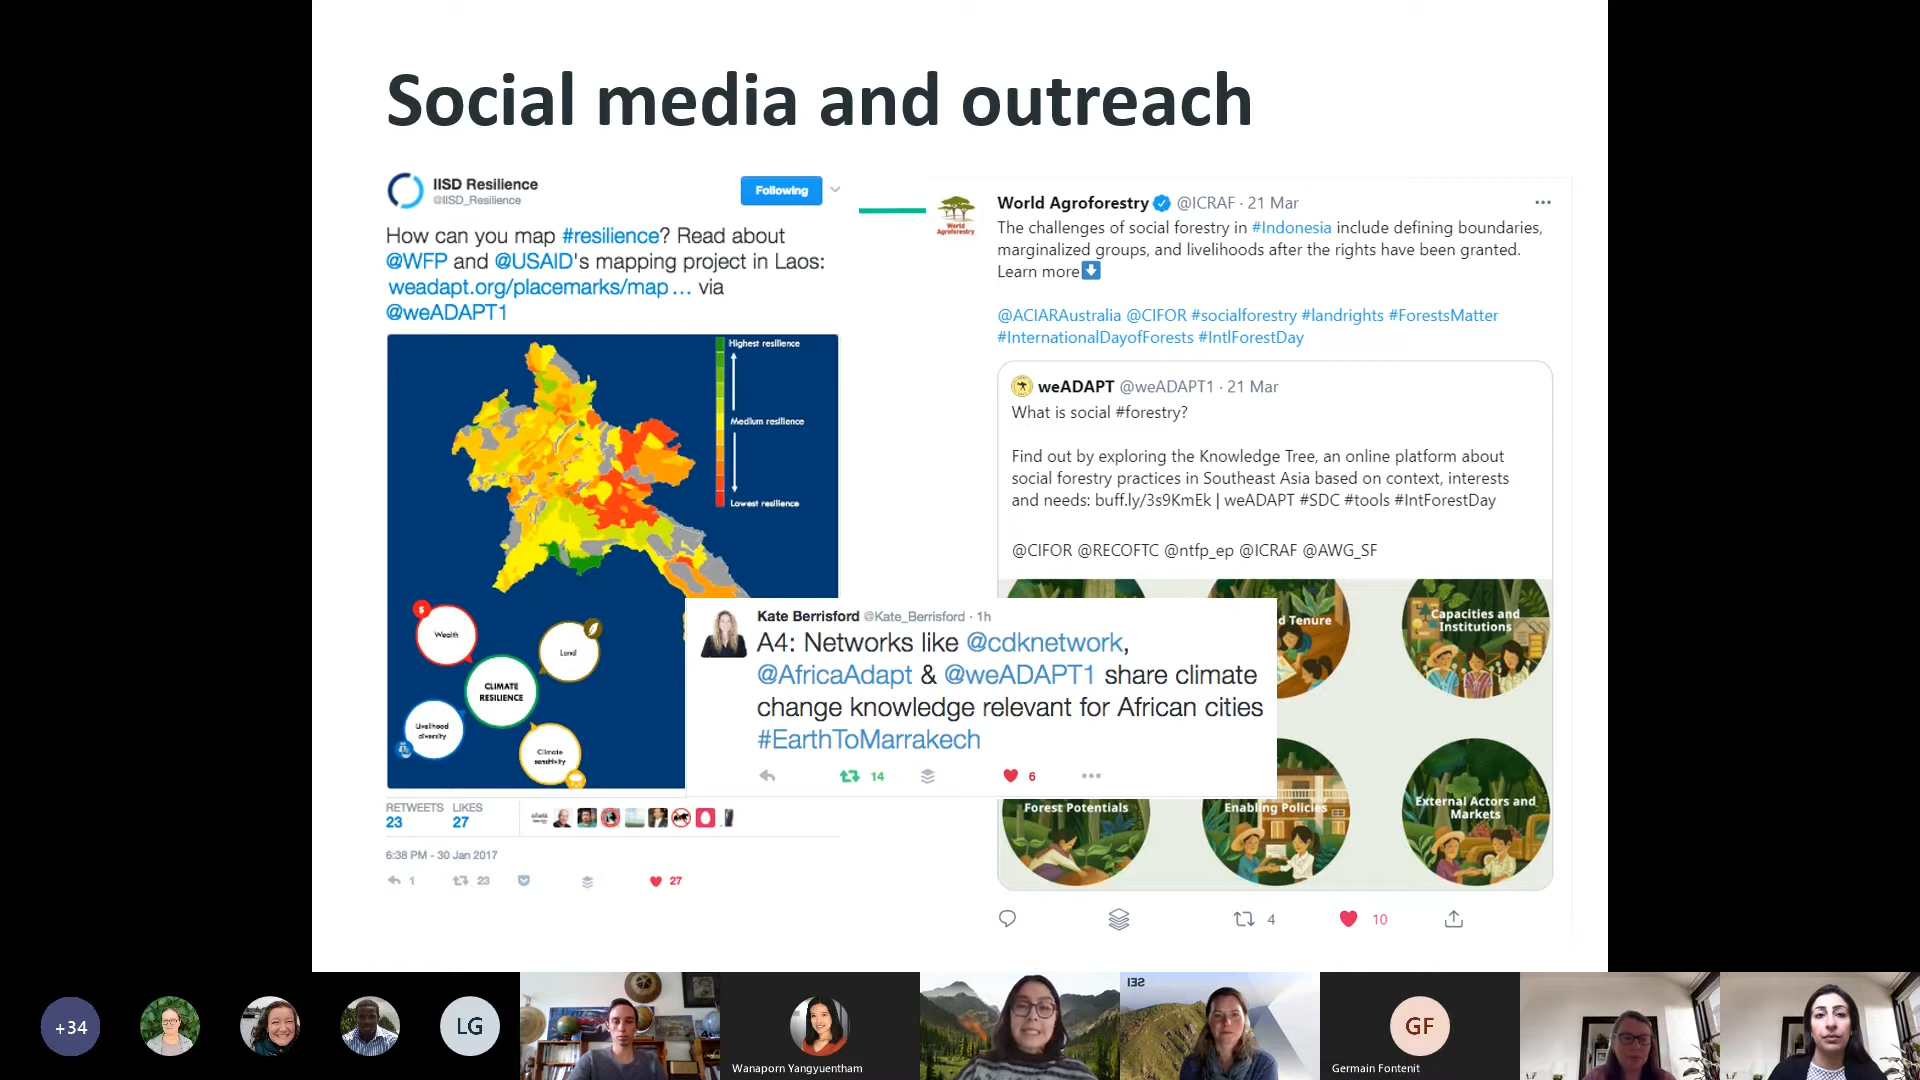 Social media and outreach
IISD Resilience
@IISD_Resilience
Following
How can you map #resilience? Read about
@WFP and @USAID's mapping project in Laos:
weadapt.org/placemarks/map… via
@weADAPT1
Highest resilience
Medium resilience
Lowest resilience
$
Wealth
Land
CLIMATE
RESILIENCE
Livelihood
diversity
Climate
sensitivity
RETWEETS LIKES
23 27
6:38 PM - 30 Jan 2017
1 23 27
World Agroforestry @ICRAF · 21 Mar
World
Agroforestry
The challenges of social forestry in #Indonesia include defining boundaries,
marginalized groups, and livelihoods after the rights have been granted.
Learn more
@ACIARAustralia @CIFOR #socialforestry #landrights #ForestsMatter
#InternationalDayofForests #IntlForestDay
weADAPT @weADAPT1 · 21 Mar
What is social #forestry?
Find out by exploring the Knowledge Tree, an online platform about
social forestry practices in Southeast Asia based on context, interests
and needs: buff.ly/3s9KmEk | weADAPT #SDC #tools #IntForestDay
@CIFOR @RECOFTC @ntfp_ep @ICRAF @AWG_SF
d Tenure
Capacities and
Institutions
Forest Potentials
Enabling Policies
External Actors and
Markets
4 10
Kate Berrisford @Kate_Berrisford · 1h
A4: Networks like @cdknetwork,
@AfricaAdapt & @weADAPT1 share climate
change knowledge relevant for African cities
#EarthToMarrakech
14 6
+34
LG
Wanaporn Yangyuentham
SEI
GF
Germain Fontenit